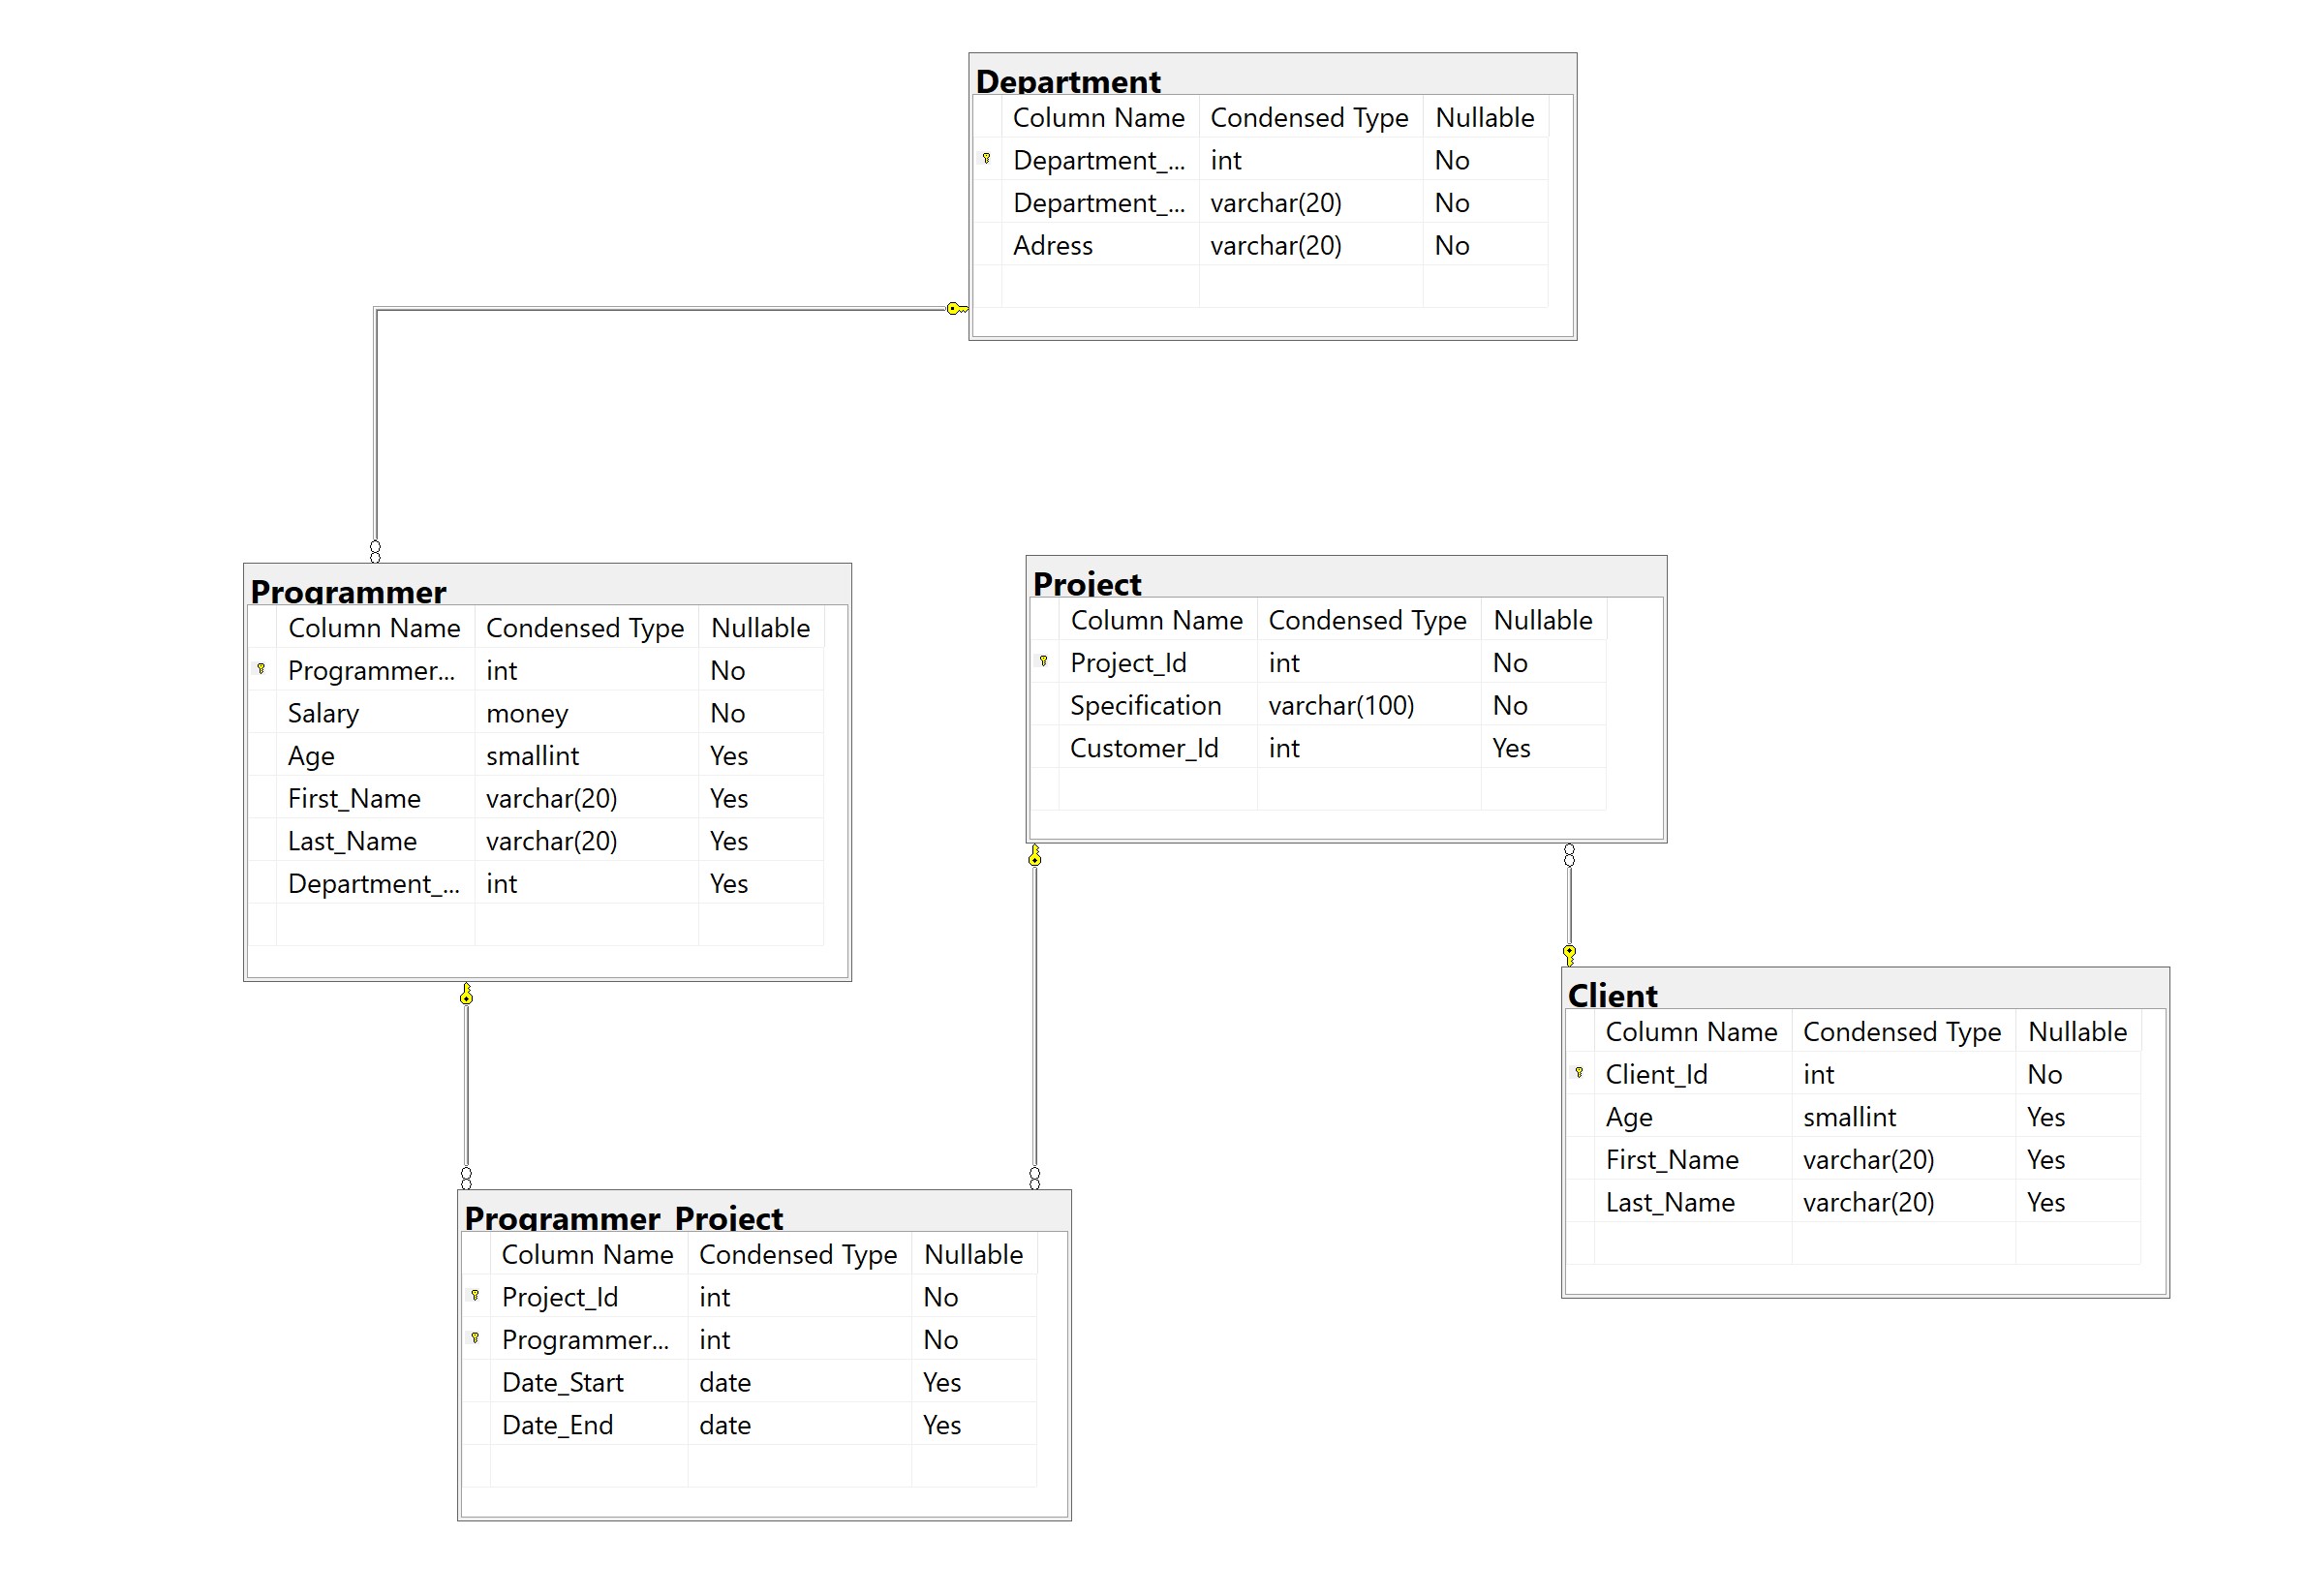 Department
Column Name Condensed Type Nullable
Department_... int No
Department_... varchar(20) No
Adress varchar(20) No
Programmer
Column Name Condensed Type Nullable
Programmer... int No
Salary money No
Age smallint Yes
First_Name varchar(20) Yes
Last_Name varchar(20) Yes
Department_... int Yes
Project
Column Name Condensed Type Nullable
Project_Id int No
Specification varchar(100) No
Customer_Id int Yes
Client
Column Name Condensed Type Nullable
Client_Id int No
Age smallint Yes
First_Name varchar(20) Yes
Last_Name varchar(20) Yes
Programmer_Project
Column Name Condensed Type Nullable
Project_Id int No
Programmer... int No
Date_Start date Yes
Date_End date Yes